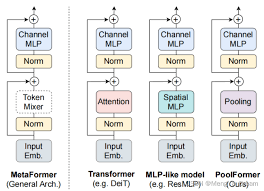 Channel
MLP
Norm
Token
Mixer
Norm
Input
Emb.
MetaFormer
(General Arch.)
Channel
MLP
Norm
Attention
Norm
Input
Emb.
Transformer
(e.g. DeiT)
Channel
MLP
Norm
Spatial
MLP
Norm
Input
Emb.
MLP-like model
(e.g. ResMLP)
Channel
MLP
Norm
Pooling
Norm
Input
Emb.
PoolFormer
(Ours)